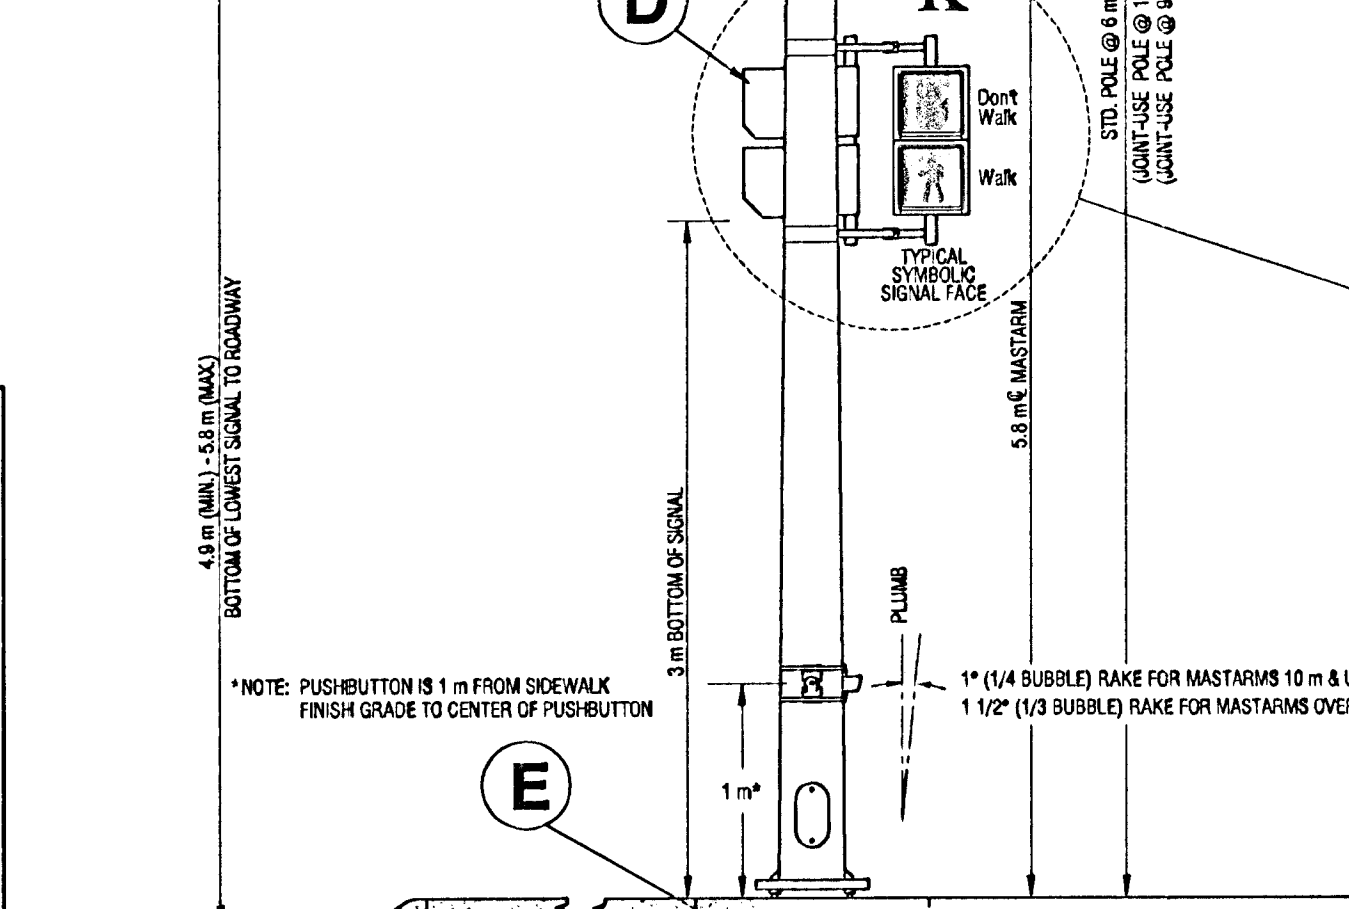 D
K
STD. POLE @ 6 m
(JOINT-USE POLE @ 1
(JOINT-USE POLE @ 9
Don't
Walk
Walk
TYPICAL
SYMBOLIC
SIGNAL FACE
4.9 m (MIN.) - 5.8 m (MAX.)
BOTTOM OF LOWEST SIGNAL TO ROADWAY
5.8 m ℄ MASTARM
3 m BOTTOM OF SIGNAL
PLUMB
*NOTE: PUSHBUTTON IS 1 m FROM SIDEWALK
FINISH GRADE TO CENTER OF PUSHBUTTON
1° (1/4 BUBBLE) RAKE FOR MASTARMS 10 m & U
1 1/2° (1/3 BUBBLE) RAKE FOR MASTARMS OVER
E
1 m*